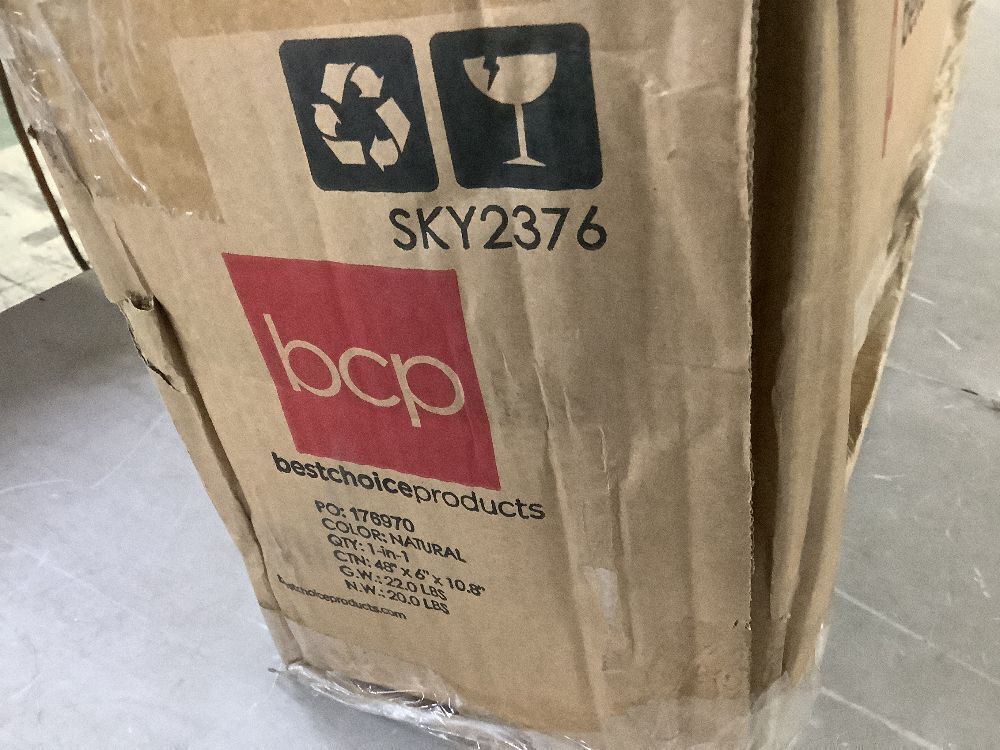 SKY2376
bcp
bestchoiceproducts
PO: 176970
COLOR: NATURAL
QTY: 1-in-1
CTN: 48" x 6" x 10.8"
G.W.: 22.0 LBS
N.W.: 20.0 LBS
bestchoiceproducts.com